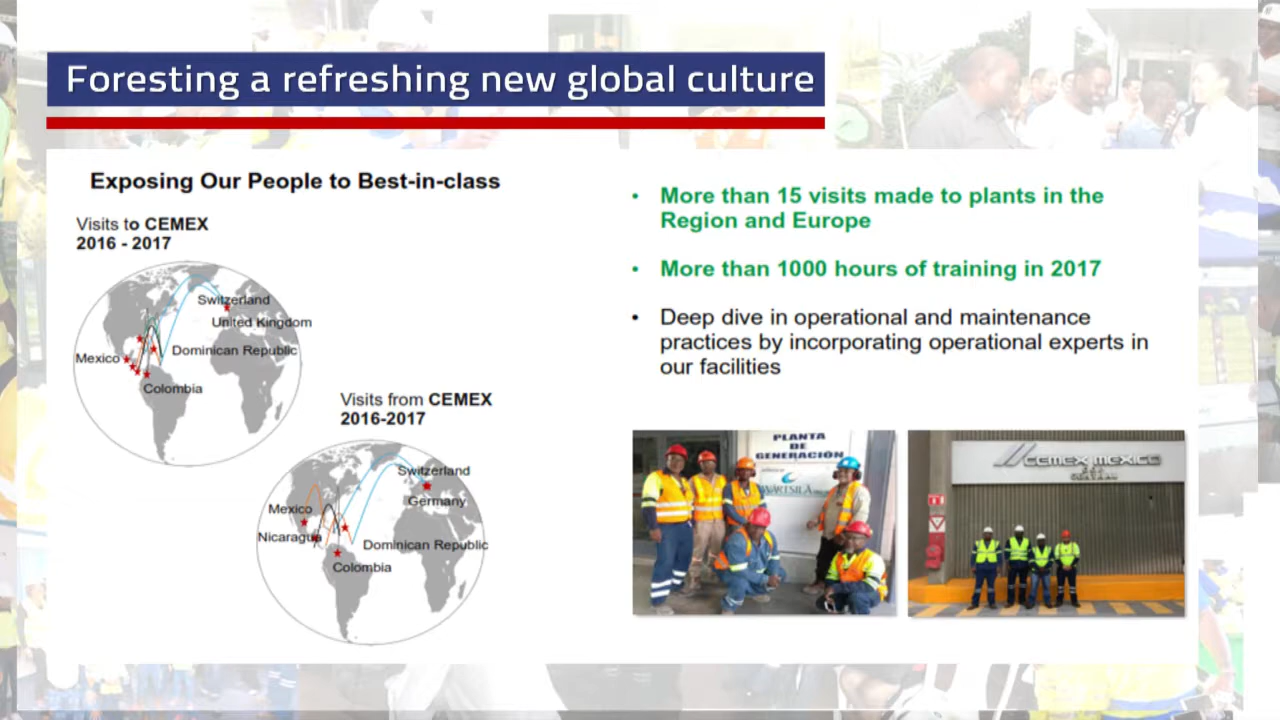 Foresting a refreshing new global culture
Exposing Our People to Best-in-class
Visits to CEMEX
2016 - 2017
Switzerland
United Kingdom
Mexico
Dominican Republic
Colombia
Visits from CEMEX
2016-2017
Switzerland
Germany
Mexico
Nicaragua
Dominican Republic
Colombia
• More than 15 visits made to plants in the
Region and Europe
• More than 1000 hours of training in 2017
• Deep dive in operational and maintenance
practices by incorporating operational experts in
our facilities
PLANTA
DE
GENERACIÓN
WÄRTSILÄ
CEMEX MEXICO